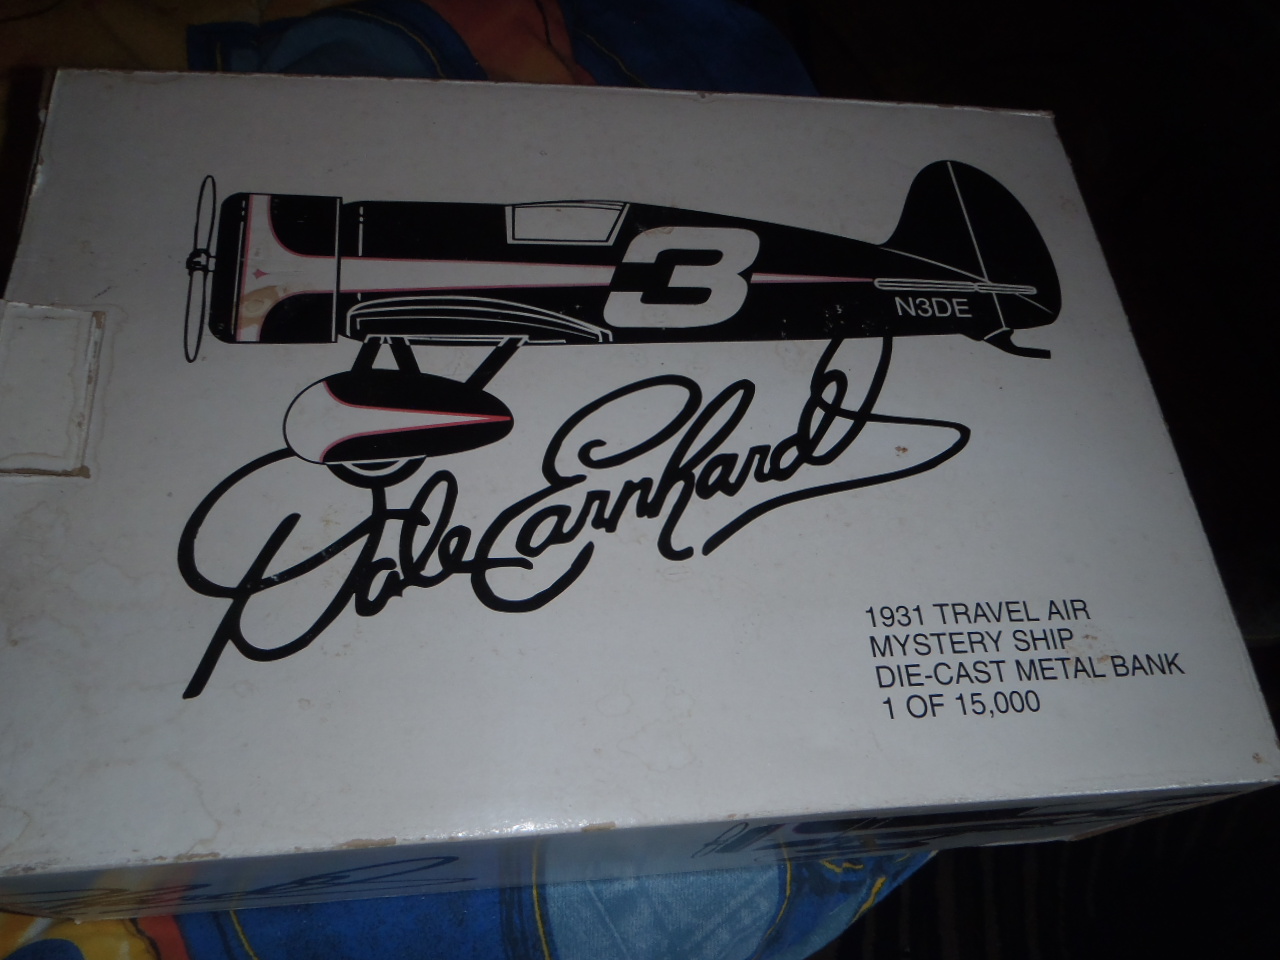 3
N3DE
Dale Earnhardt
1931 TRAVEL AIR
MYSTERY SHIP
DIE-CAST METAL BANK
1 OF 15,000